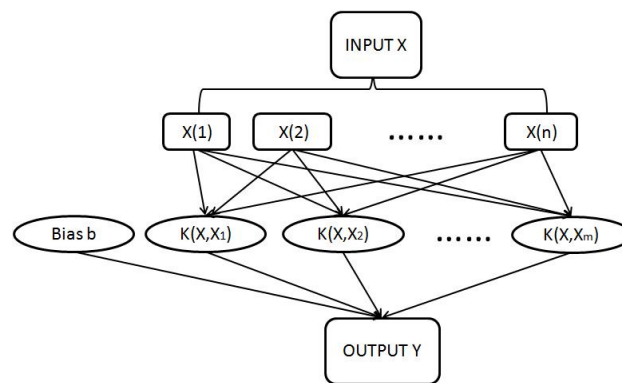 INPUT X
X(1) X(2) ...... X(n)
Bias b K(X,X1) K(X,X2) ...... K(X,Xm)
OUTPUT Y